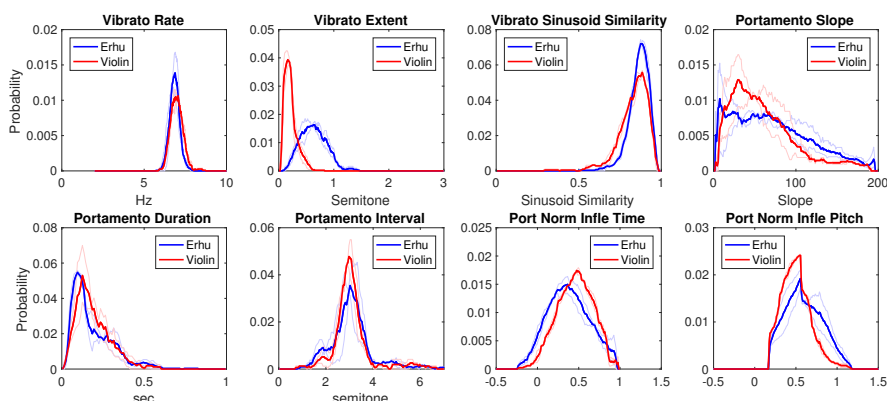 Vibrato Rate
Vibrato Extent
Vibrato Sinusoid Similarity
Portamento Slope
0.02
0.015
0.01
0.005
0
Probability
Erhu
Violin
0
5
10
Hz
0.05
0.04
0.03
0.02
0.01
0
Erhu
Violin
0
1
2
3
Semitone
0.08
0.06
0.04
0.02
0
Erhu
Violin
0
0.5
1
Sinusoid Similarity
0.02
0.015
0.01
0.005
0
Erhu
Violin
0
100
200
Slope
Portamento Duration
Portamento Interval
Port Norm Infle Time
Port Norm Infle Pitch
0.08
0.06
0.04
0.02
0
Probability
Erhu
Violin
0
0.5
1
sec
0.06
0.04
0.02
0
Erhu
Violin
0
2
4
6
semitone
0.025
0.02
0.015
0.01
0.005
0
Erhu
Violin
-0.5
0
0.5
1
1.5
0.03
0.02
0.01
0
Erhu
Violin
-0.5
0
0.5
1
1.5